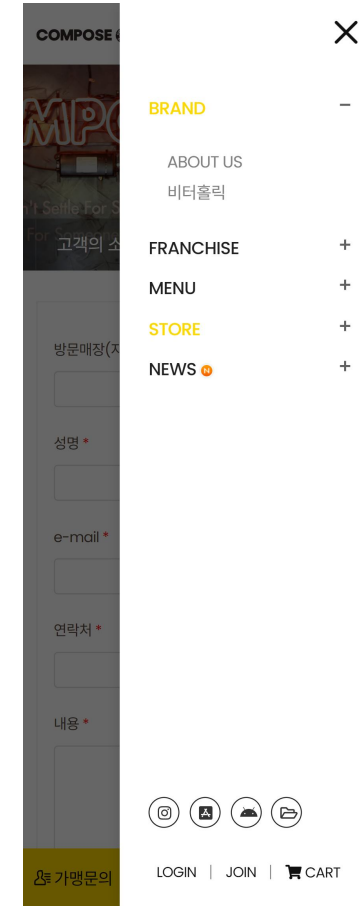 COMPOSE
BRAND
ABOUT US
비터홀릭
FRANCHISE
MENU
STORE
NEWS N
고객의 소
방문매장(지
성명 *
e-mail *
연락처 *
내용 *
가맹문의
LOGIN | JOIN | CART